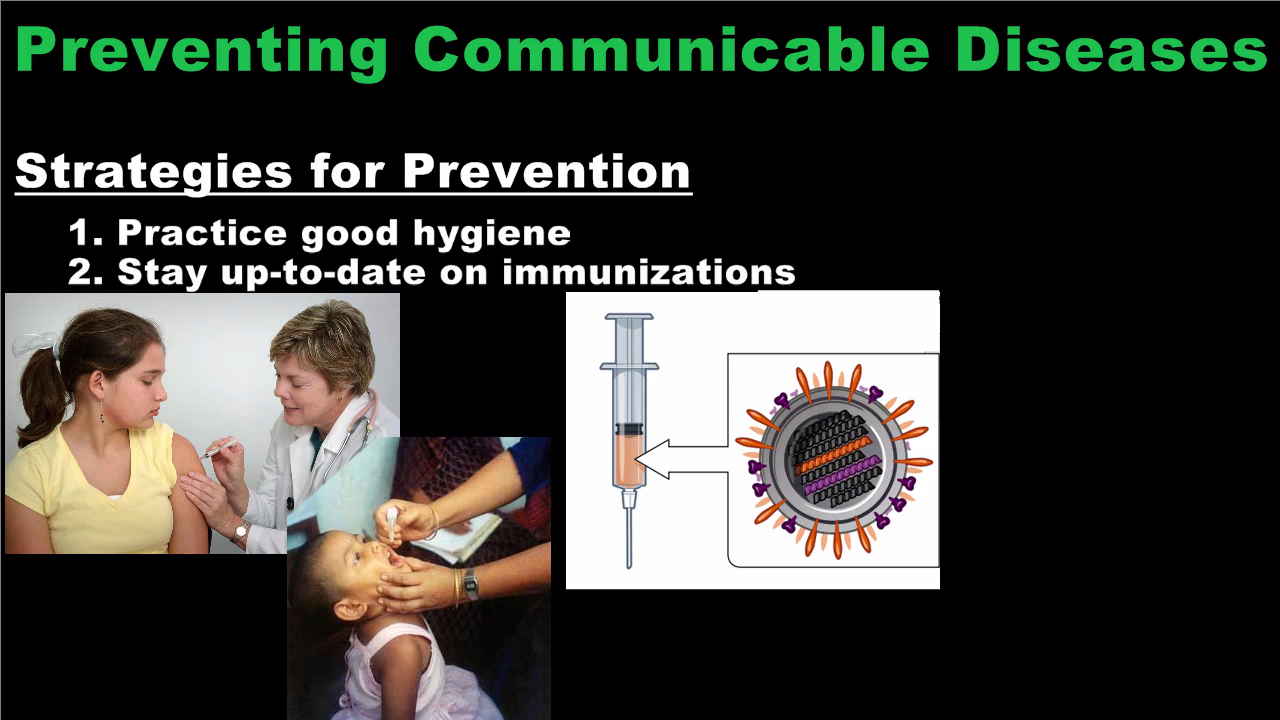 Preventing Communicable Diseases
Strategies for Prevention
1. Practice good hygiene
2. Stay up-to-date on immunizations